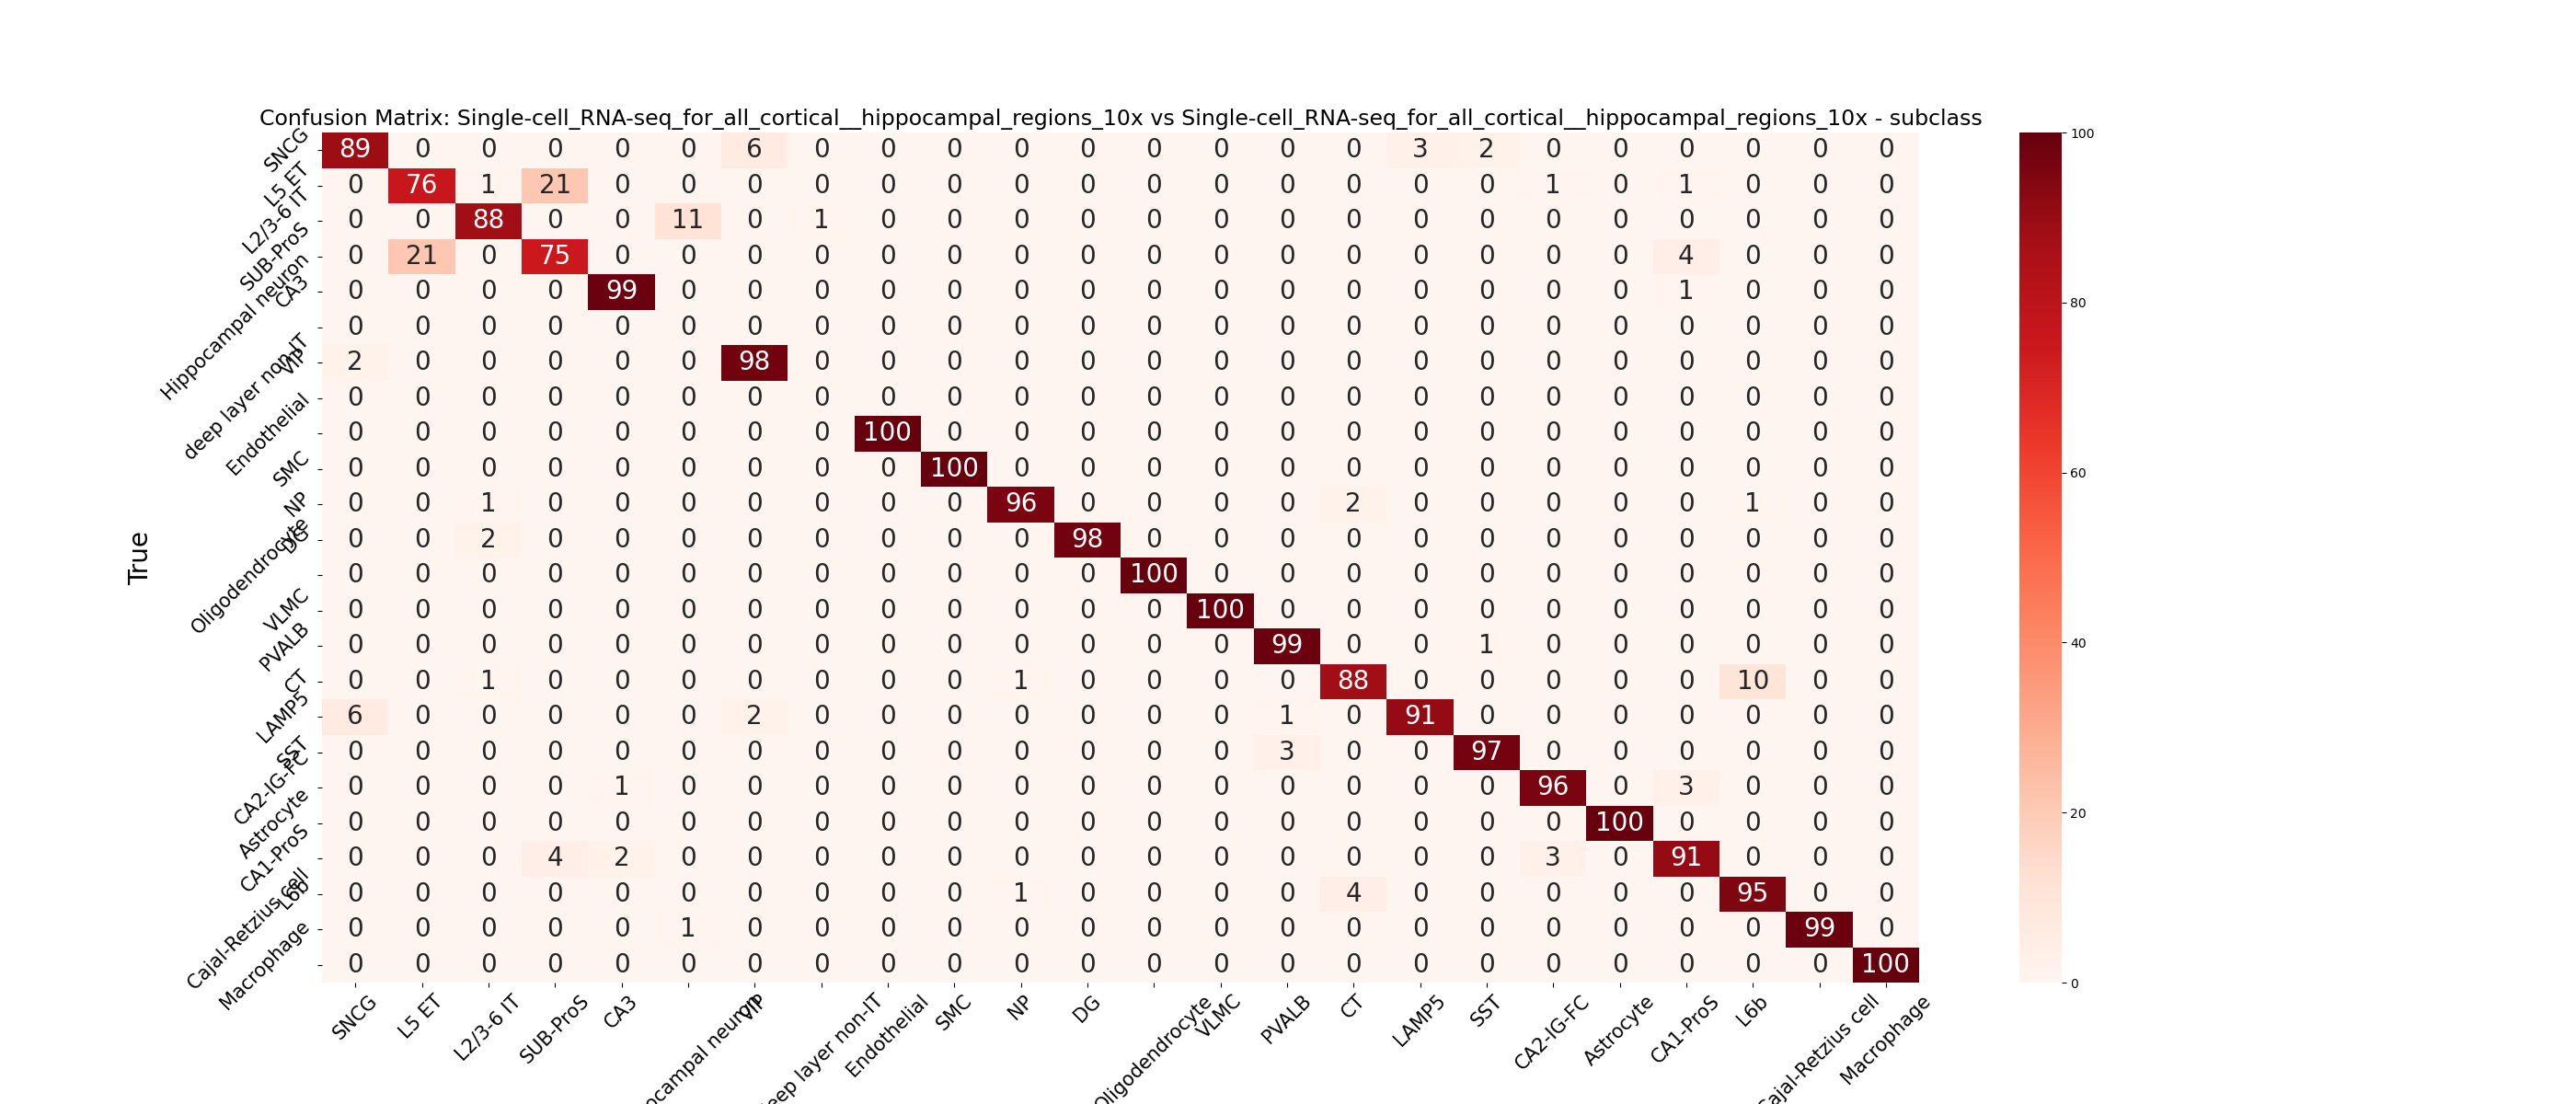 Confusion Matrix: Single-cell_RNA-seq_for_all_cortical__hippocampal_regions_10x vs Single-cell_RNA-seq_for_all_cortical__hippocampal_regions_10x - subclass
True
SNCG 89 0 0 0 0 0 6 0 0 0 0 0 0 0 0 0 3 2 0 0 0 0 0 0
L5 ET 0 76 1 21 0 0 0 0 0 0 0 0 0 0 0 0 0 0 1 0 1 0 0 0
L2/3-6 IT 0 0 88 0 0 11 0 1 0 0 0 0 0 0 0 0 0 0 0 0 0 0 0 0
SUB-ProS 0 21 0 75 0 0 0 0 0 0 0 0 0 0 0 0 0 0 0 0 4 0 0 0
CA3 0 0 0 0 99 0 0 0 0 0 0 0 0 0 0 0 0 0 0 0 1 0 0 0
Hippocampal neuron 0 0 0 0 0 0 0 0 0 0 0 0 0 0 0 0 0 0 0 0 0 0 0 0
VIP 2 0 0 0 0 0 98 0 0 0 0 0 0 0 0 0 0 0 0 0 0 0 0 0
deep layer non-IT 0 0 0 0 0 0 0 0 0 0 0 0 0 0 0 0 0 0 0 0 0 0 0 0
Endothelial 0 0 0 0 0 0 0 0 100 0 0 0 0 0 0 0 0 0 0 0 0 0 0 0
SMC 0 0 0 0 0 0 0 0 0 100 0 0 0 0 0 0 0 0 0 0 0 0 0 0
NP 0 0 1 0 0 0 0 0 0 0 96 0 0 0 0 2 0 0 0 0 0 1 0 0
DG 0 0 2 0 0 0 0 0 0 0 0 98 0 0 0 0 0 0 0 0 0 0 0 0
Oligodendrocyte 0 0 0 0 0 0 0 0 0 0 0 0 100 0 0 0 0 0 0 0 0 0 0 0
VLMC 0 0 0 0 0 0 0 0 0 0 0 0 0 100 0 0 0 0 0 0 0 0 0 0
PVALB 0 0 0 0 0 0 0 0 0 0 0 0 0 0 99 0 0 1 0 0 0 0 0 0
CT 0 0 1 0 0 0 0 0 0 0 1 0 0 0 0 88 0 0 0 0 0 10 0 0
LAMP5 6 0 0 0 0 0 2 0 0 0 0 0 0 0 1 0 91 0 0 0 0 0 0 0
SST 0 0 0 0 0 0 0 0 0 0 0 0 0 0 3 0 0 97 0 0 0 0 0 0
CA2-IG-FC 0 0 0 0 1 0 0 0 0 0 0 0 0 0 0 0 0 0 96 0 3 0 0 0
Astrocyte 0 0 0 0 0 0 0 0 0 0 0 0 0 0 0 0 0 0 0 100 0 0 0 0
CA1-ProS 0 0 0 4 2 0 0 0 0 0 0 0 0 0 0 0 0 0 3 0 91 0 0 0
L6b 0 0 0 0 0 0 0 0 0 0 1 0 0 0 0 4 0 0 0 0 0 95 0 0
Cajal-Retzius cell 0 0 0 0 0 1 0 0 0 0 0 0 0 0 0 0 0 0 0 0 0 0 99 0
Macrophage 0 0 0 0 0 0 0 0 0 0 0 0 0 0 0 0 0 0 0 0 0 0 0 100
SNCG L5 ET L2/3-6 IT SUB-ProS CA3 ocampal neuron VIP eep layer non-IT Endothelial SMC NP DG Oligodendrocyte VLMC PVALB CT LAMP5 SST CA2-IG-FC Astrocyte CA1-ProS L6b Cajal-Retzius cell Macrophage
100
80
60
40
20
0